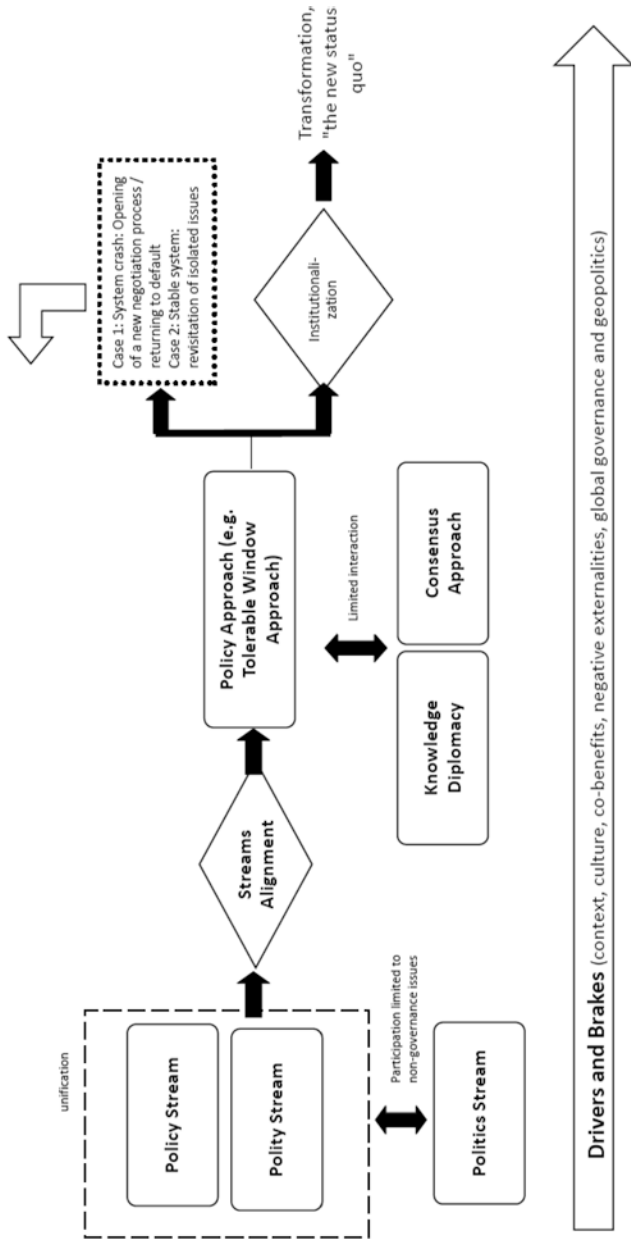 unification
Policy Stream
Polity Stream
Participation limited to
non-governance issues
Politics Stream
Streams
Alignment
Policy Approach (e.g.
Tolerable Window
Approach)
Limited interaction
Knowledge
Diplomacy
Consensus
Approach
Case 1: System crash: Opening
of a new negotiation process /
returning to default
Case 2: Stable system:
revisitation of isolated issues
Institutionali-
zation
Transformation,
"the new status
quo"
Drivers and Brakes (context, culture, co-benefits, negative externalities, global governance and geopolitics)